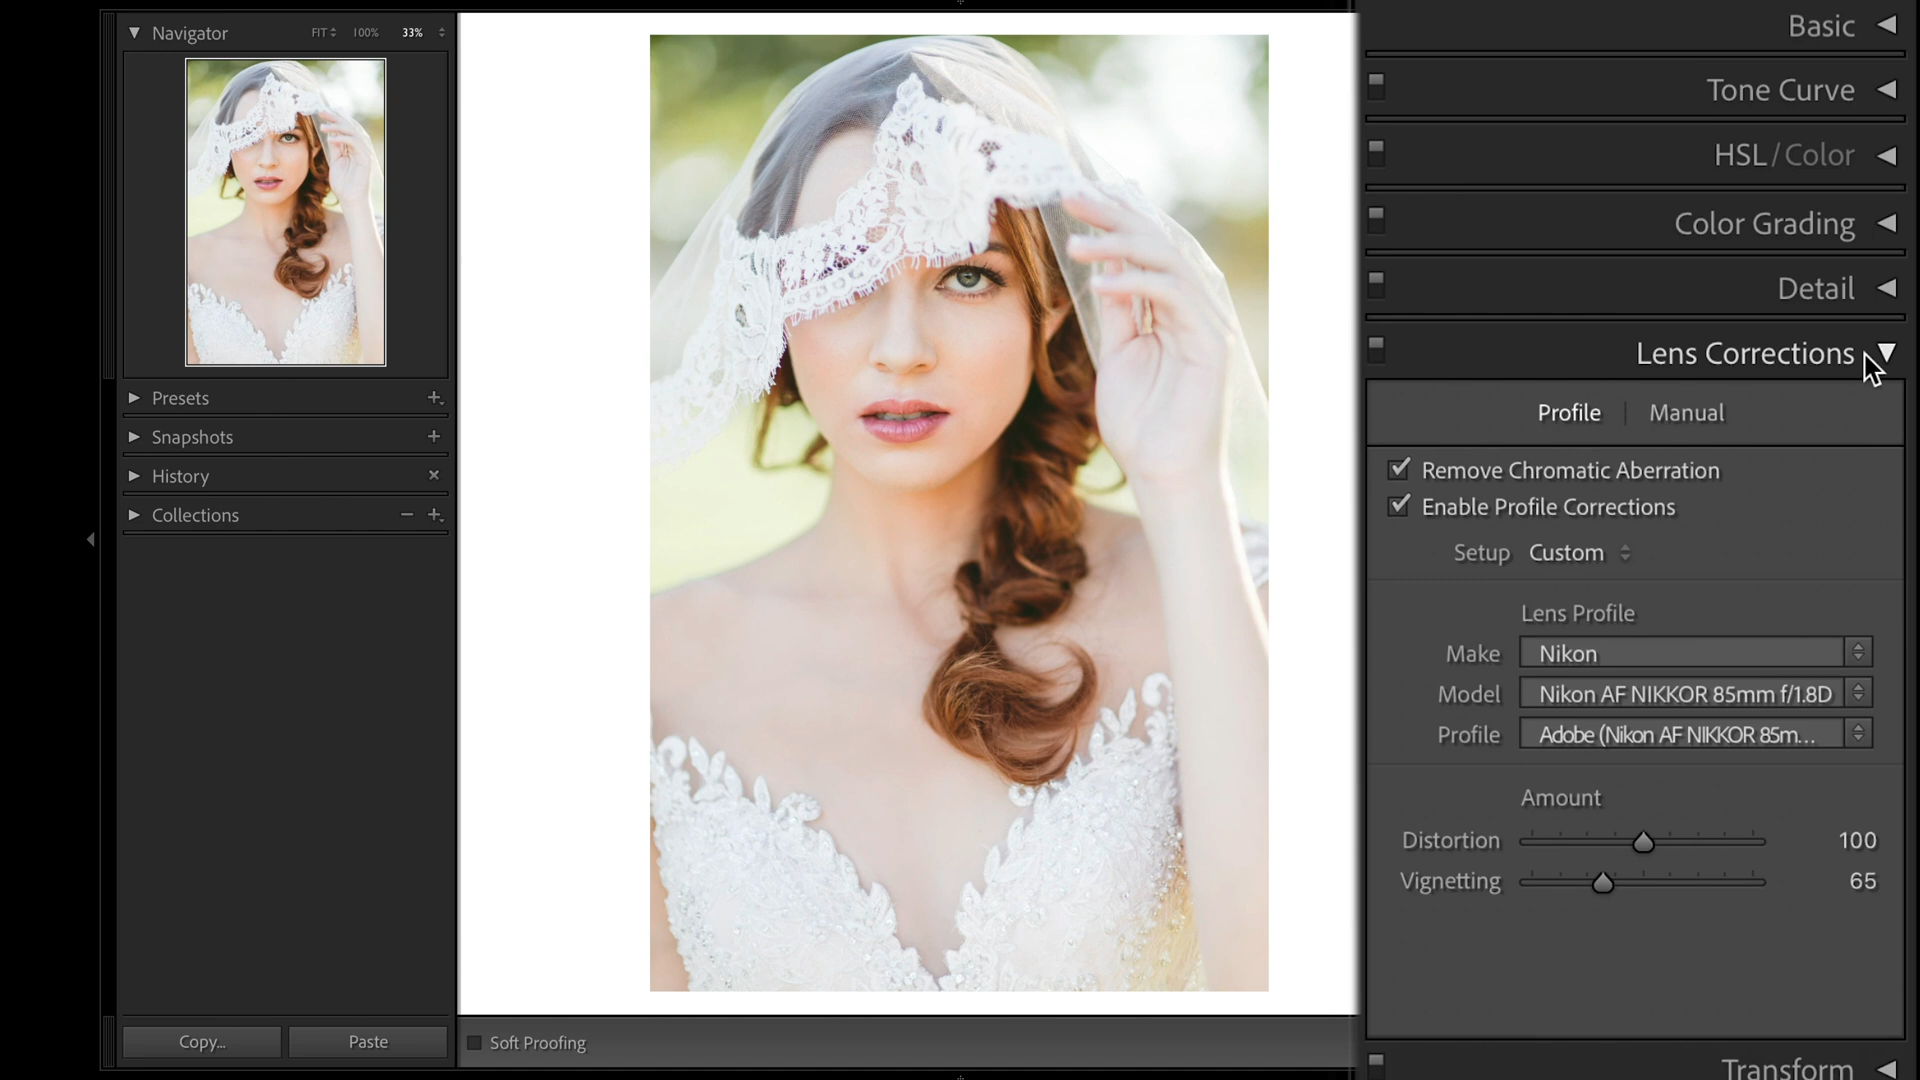 Navigator FIT 100% 33%
Presets
Snapshots
History
Collections
Copy... Paste
Soft Proofing
Basic
Tone Curve
HSL / Color
Color Grading
Detail
Lens Corrections
Profile | Manual
Remove Chromatic Aberration
Enable Profile Corrections
Setup Custom
Lens Profile
Make Nikon
Model Nikon AF NIKKOR 85mm f/1.8D
Profile Adobe (Nikon AF NIKKOR 85m...
Amount
Distortion 100
Vignetting 65
Transform